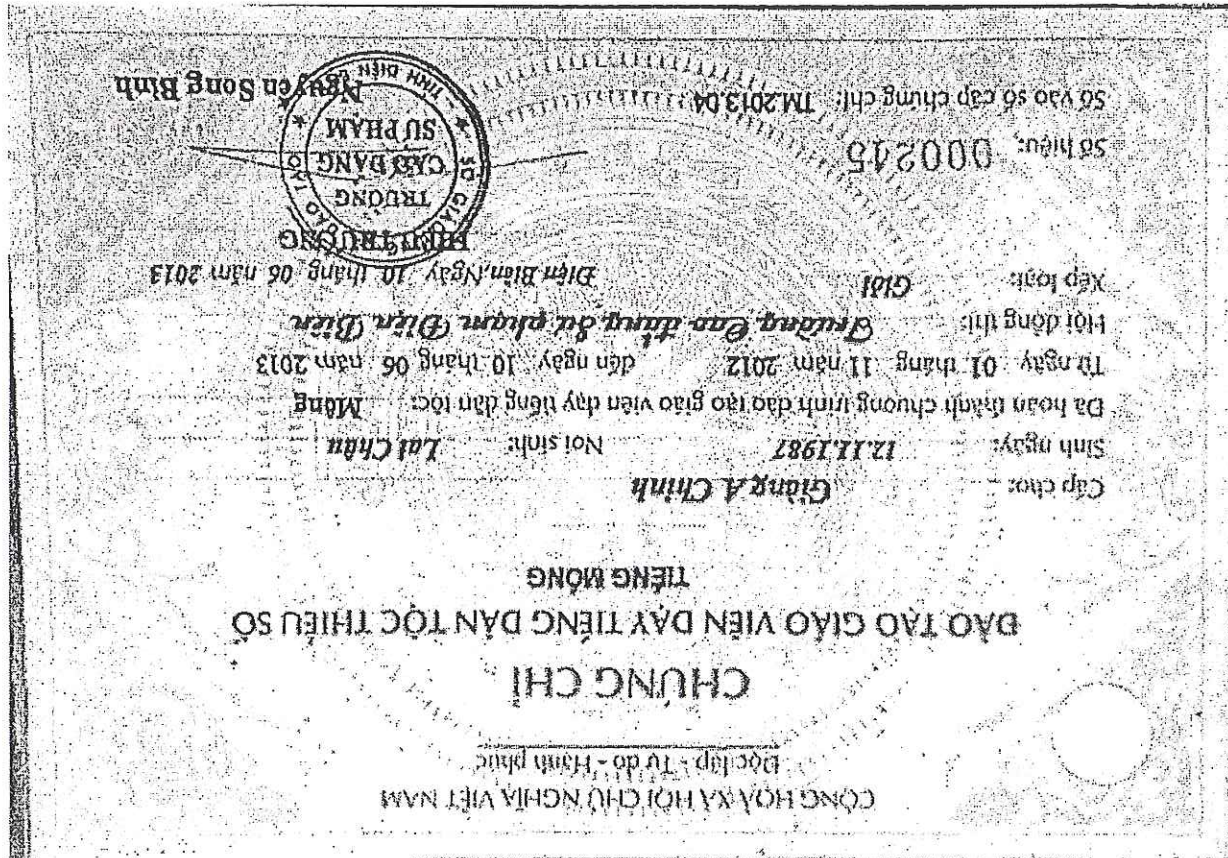 CỘNG HOÀ XÃ HỘI CHỦ NGHĨA VIỆT NAM
Độc lập - Tự do - Hạnh phúc
CHỨNG CHỈ
ĐÀO TẠO GIÁO VIÊN DẠY TIẾNG DÂN TỘC THIỂU SỐ
TIẾNG MÔNG
Cấp cho: Giàng A Chính
Sinh ngày: 12.11.1987 Nơi sinh: Lai Châu
Đã hoàn thành chương trình đào tạo giáo viên dạy tiếng dân tộc: Mông
Từ ngày 01 tháng 11 năm 2012 đến ngày 10 tháng 06 năm 2013
Hội đồng thi: Trường Cao đẳng Sư phạm Điện Biên
Xếp loại: Giỏi
Điện Biên, Ngày 10 tháng 06 năm 2013
HIỆU TRƯỞNG
TRƯỜNG
CAO ĐẲNG
SƯ PHẠM
Số hiệu: 000245
Số vào sổ cấp chứng chỉ: TM.2013.04
Nguyễn Song Bình